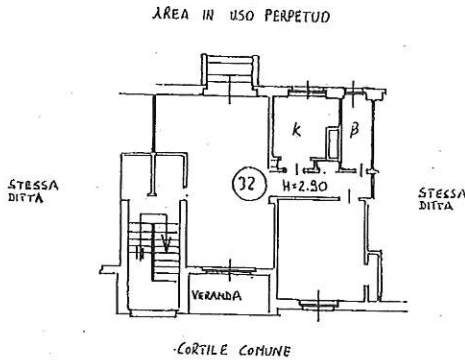 AREA IN USO PERPETUO
K
B
32
H=2.90
STESSA
DITTA
STESSA
DITTA
VERANDA
CORTILE COMUNE